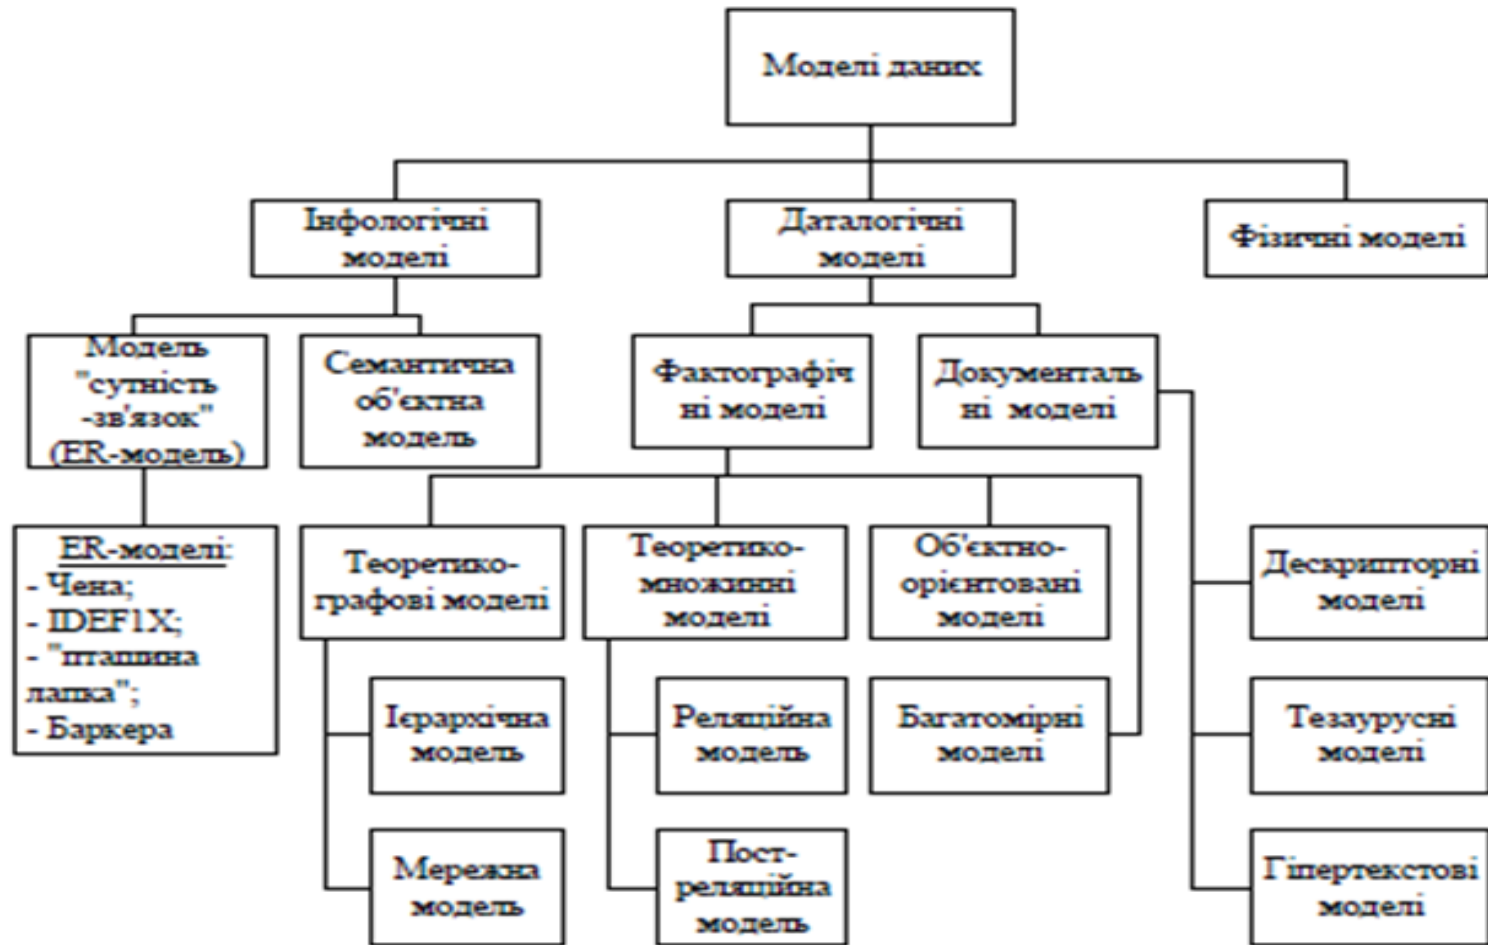 Моделі даних
Інфологічні
моделі
Даталогічні
моделі
Фізичні моделі
Модель
"сутність
-зв'язок"
(ER-модель)
Семантична
об'єктна
модель
Фактографіч
ні моделі
Документаль
ні моделі
ER-моделі:
- Чена;
- IDEF1X;
- "пташина
лапка";
- Баркера
Теоретико-
графові моделі
Теоретико-
множинні
моделі
Об'єктно-
орієнтовані
моделі
Дескрипторні
моделі
Ієрархічна
модель
Реляційна
модель
Багатомірні
моделі
Тезаурусні
моделі
Мережна
модель
Пост-
реляційна
модель
Гіпертекстові
моделі